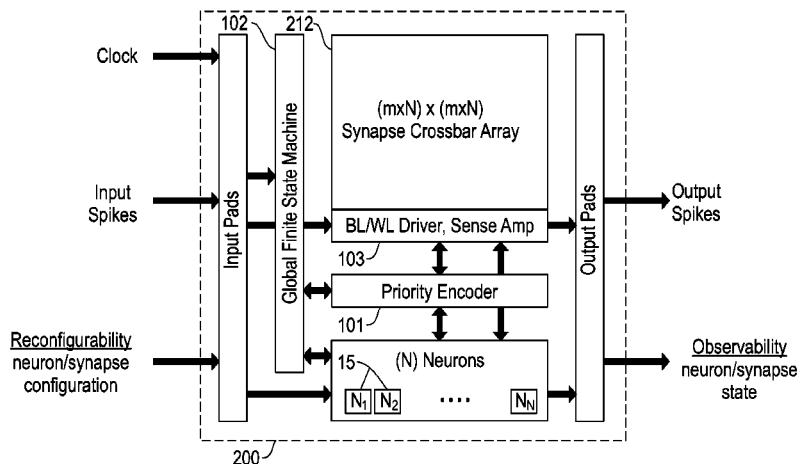 102
212
Clock
Input
Spikes
Reconfigurability
neuron/synapse
configuration
Input Pads
Global Finite State Machine
(mxN) x (mxN)
Synapse Crossbar Array
BL/WL Driver, Sense Amp
103
Priority Encoder
101
(N) Neurons
15
N1 N2 .... NN
Output Pads
Output
Spikes
Observability
neuron/synapse
state
200